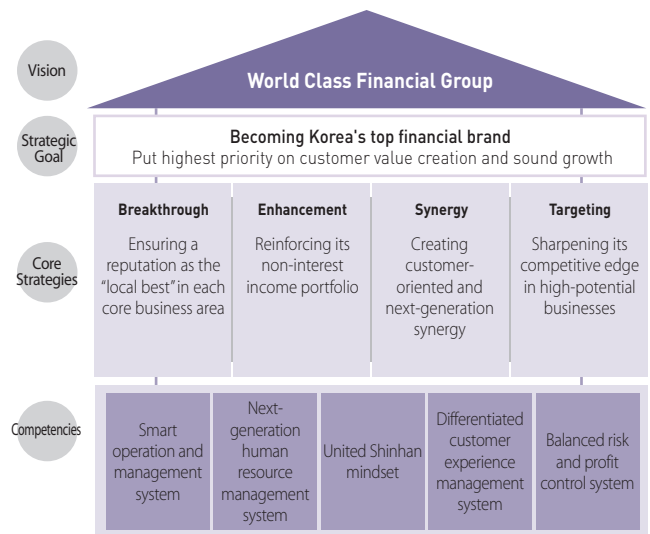 Vision
World Class Financial Group
Strategic
Goal
Becoming Korea's top financial brand
Put highest priority on customer value creation and sound growth
Core
Strategies
Breakthrough
Ensuring a
reputation as the
“local best” in each
core business area
Enhancement
Reinforcing its
non-interest
income portfolio
Synergy
Creating
customer-
oriented and
next-generation
synergy
Targeting
Sharpening its
competitive edge
in high-potential
businesses
Competencies
Smart
operation and
management
system
Next-
generation
human
resource
management
system
United Shinhan
mindset
Differentiated
customer
experience
management
system
Balanced risk
and profit
control system